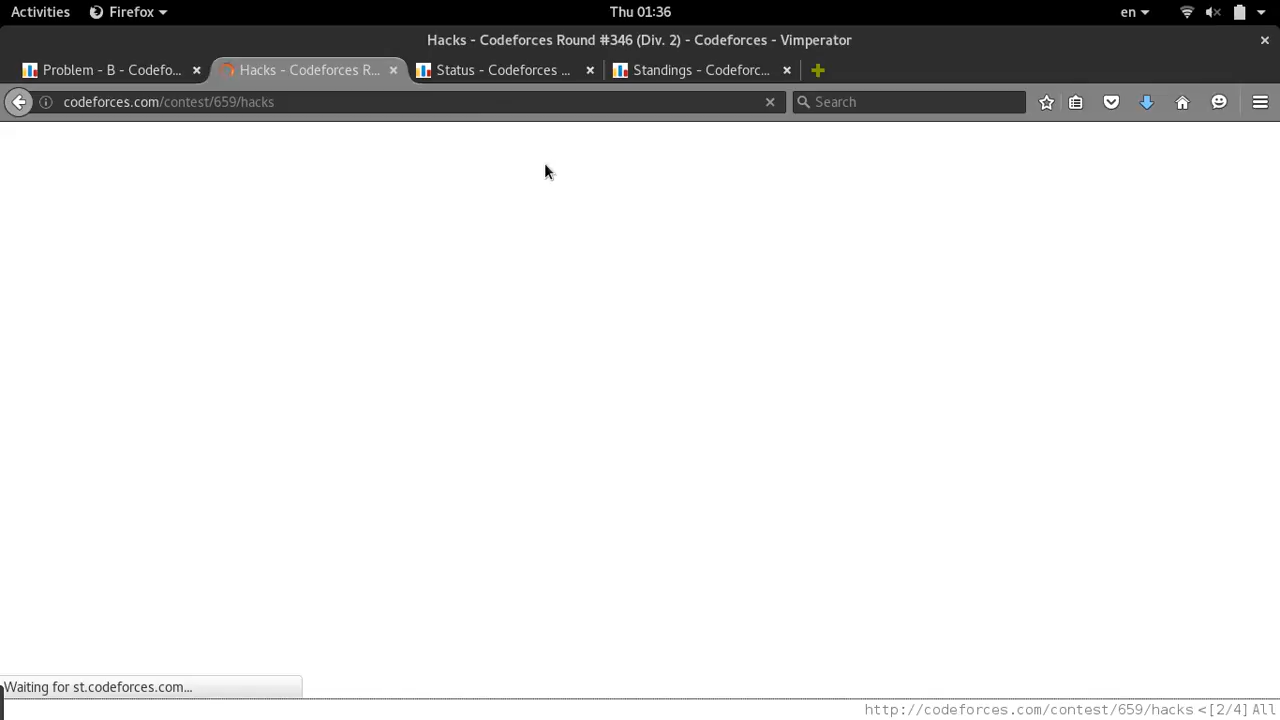 Activities Firefox Thu 01:36 en
Hacks - Codeforces Round #346 (Div. 2) - Codeforces - Vimperator
Problem - B - Codefo... Hacks - Codeforces R... Status - Codeforces ... Standings - Codeforc...
codeforces.com/contest/659/hacks Search
Waiting for st.codeforces.com...
http://codeforces.com/contest/659/hacks <[2/4] All